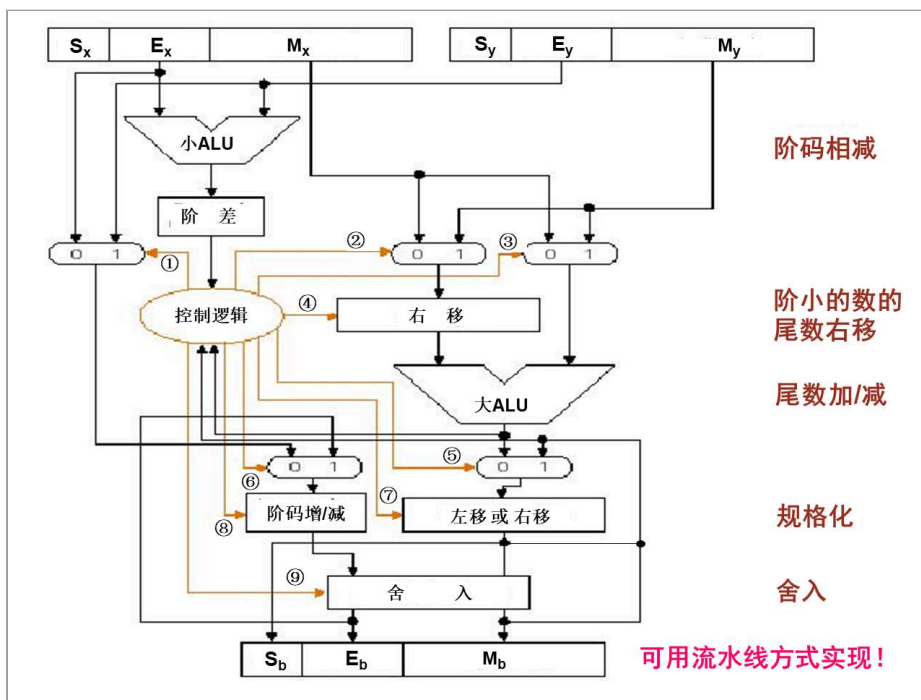 Sx Ex Mx Sy Ey My
小ALU
阶码相减
阶 差
0 1
①
②
0 1
③
0 1
控制逻辑
④
右 移
阶小的数的
尾数右移
大ALU
尾数加/减
0 1
⑤
0 1
⑥
⑦
⑧
阶码增/减
左移或右移
规格化
⑨
舍 入
舍入
Sb Eb Mb
可用流水线方式实现！